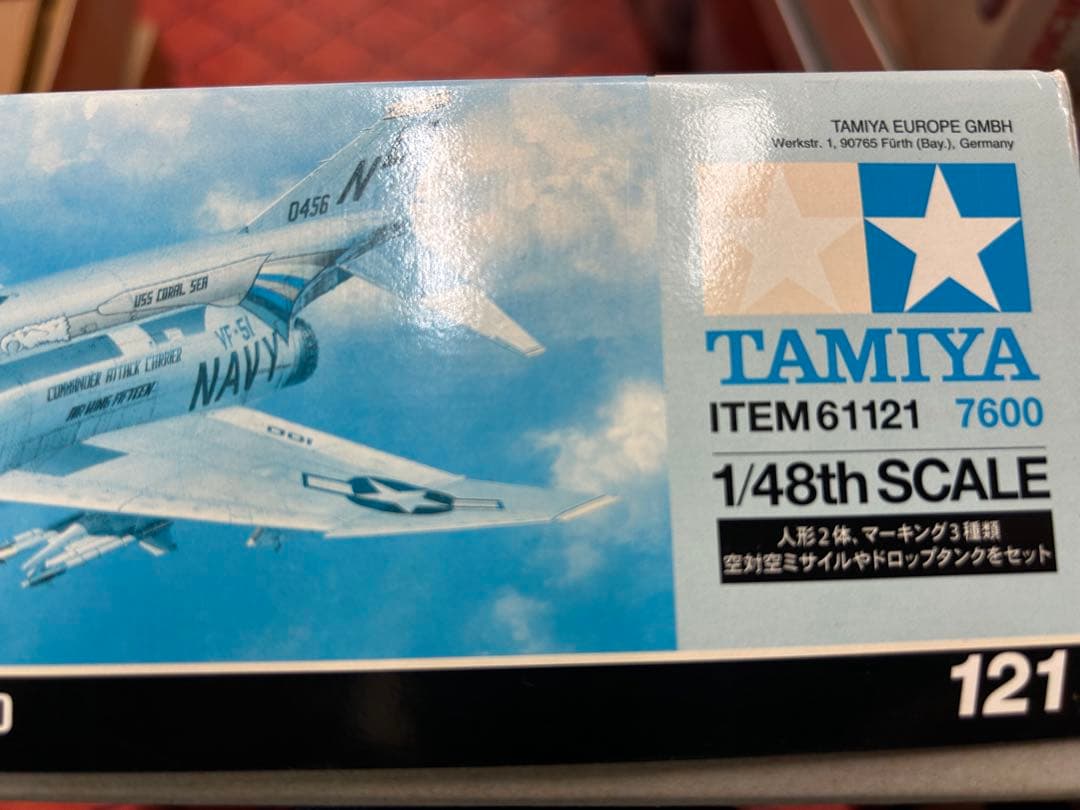 TAMIYA EUROPE GMBH
Werkstr. 1, 90765 Fürth (Bay.), Germany
TAMIYA
ITEM 61121 7600
1/48th SCALE
人形2体、マーキング3種類
空対空ミサイルやドロップタンクをセット
121
0456
N
USS CORAL SEA
VF-51
NAVY
COMMANDER ATTACK CARRIER
AIR WING FIFTEEN
001